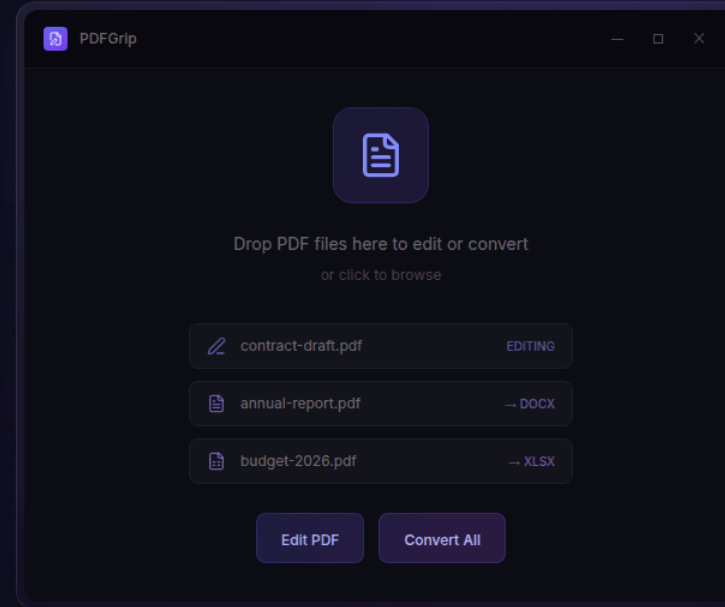 PDFGrip
Drop PDF files here to edit or convert
or click to browse
contract-draft.pdf EDITING
annual-report.pdf → DOCX
budget-2026.pdf → XLSX
Edit PDF Convert All